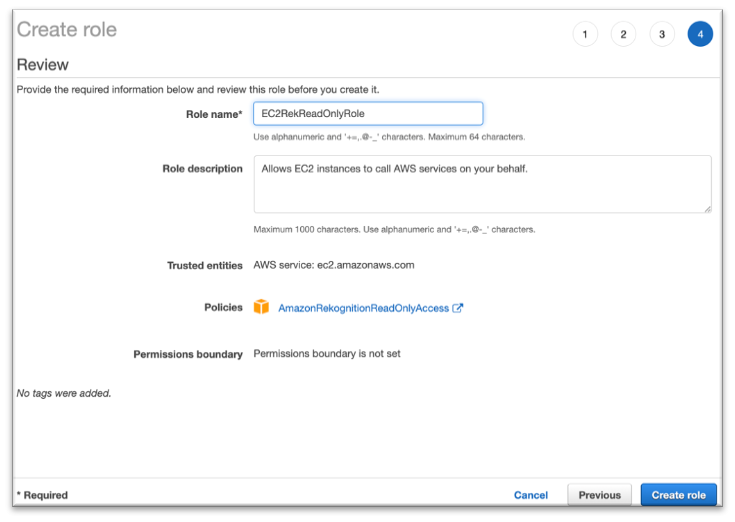 Create role
1 2 3 4
Review
Provide the required information below and review this role before you create it.
Role name* EC2RekReadOnlyRole
Use alphanumeric and '+=,.@-_' characters. Maximum 64 characters.
Role description Allows EC2 instances to call AWS services on your behalf.
Maximum 1000 characters. Use alphanumeric and '+=,.@-_' characters.
Trusted entities AWS service: ec2.amazonaws.com
Policies AmazonRekognitionReadOnlyAccess
Permissions boundary Permissions boundary is not set
No tags were added.
* Required Cancel Previous Create role